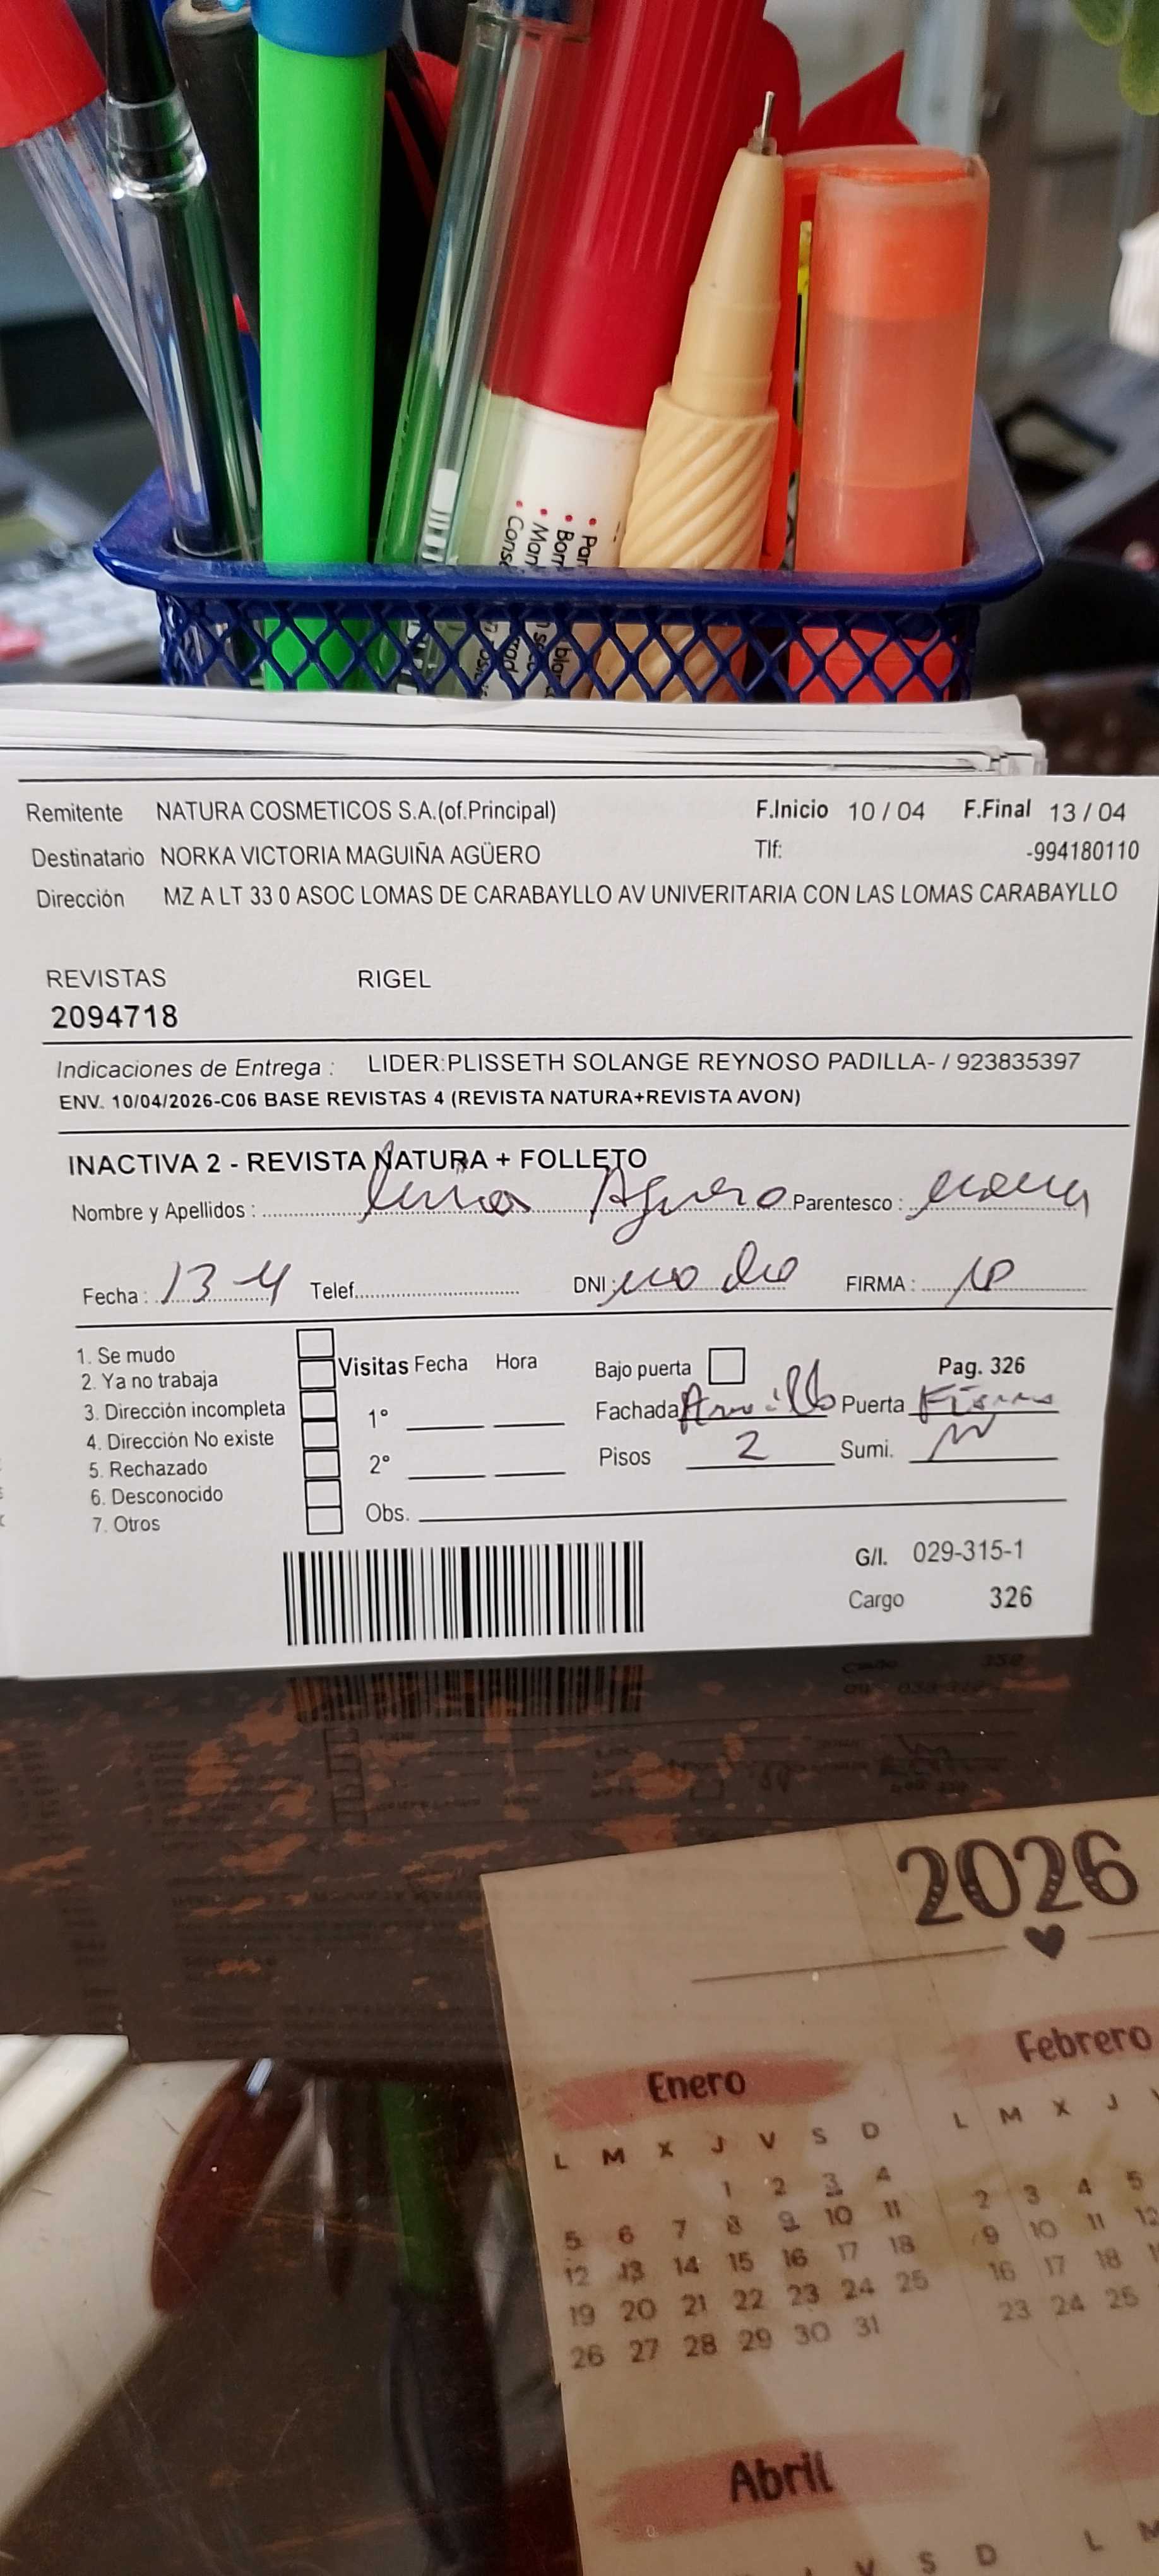 Par
Borr
Man
Cons
Remitente NATURA COSMETICOS S.A.(of.Principal) F.Inicio 10 / 04 F.Final 13 / 04
Destinatario NORKA VICTORIA MAGUIÑA AGÜERO Tlf: -994180110
Dirección MZ A LT 33 0 ASOC LOMAS DE CARABAYLLO AV UNIVERITARIA CON LAS LOMAS CARABAYLLO
REVISTAS RIGEL
2094718
Indicaciones de Entrega : LIDER:PLISSETH SOLANGE REYNOSO PADILLA- / 923835397
ENV. 10/04/2026-C06 BASE REVISTAS 4 (REVISTA NATURA+REVISTA AVON)
INACTIVA 2 - REVISTA NATURA + FOLLETO
Nombre y Apellidos : Aguero Parentesco :
Fecha : 13-4 Telef. DNI : no dio FIRMA :
1. Se mudo
2. Ya no trabaja
3. Dirección incompleta
4. Dirección No existe
5. Rechazado
6. Desconocido
7. Otros
Visitas Fecha Hora
1°
2°
Obs.
Bajo puerta Pag. 326
Fachada Puerta
Pisos 2 Sumi.
G/I. 029-315-1
Cargo 326
2026
Enero
L M X J V S D
1 2 3 4
5 6 7 8 9 10 11
12 13 14 15 16 17 18
19 20 21 22 23 24 25
26 27 28 29 30 31
Febrero
L M X J V
2 3 4 5
9 10 11 12
16 17 18
23 24 25
Abril
V S D
L M